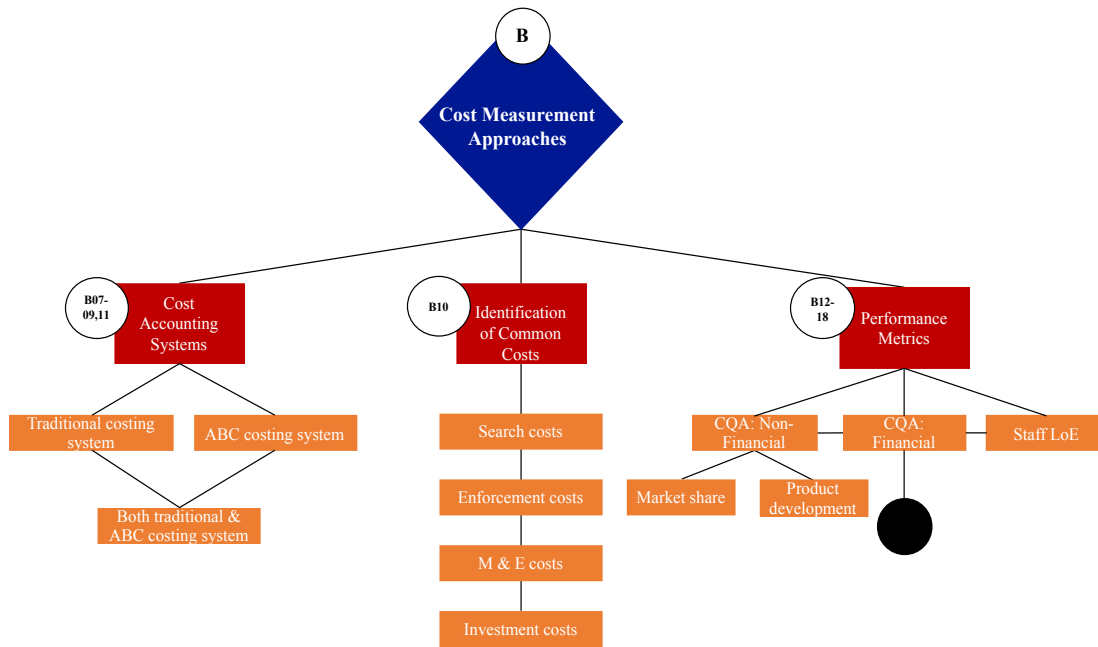 B
Cost Measurement
Approaches
B07-
09,11
Cost
Accounting
Systems
B10
Identification
of Common
Costs
B12-
18
Performance
Metrics
Traditional costing
system
ABC costing system
Both traditional &
ABC costing system
Search costs
Enforcement costs
M & E costs
Investment costs
CQA: Non-
Financial
CQA:
Financial
Staff LoE
Market share
Product
development